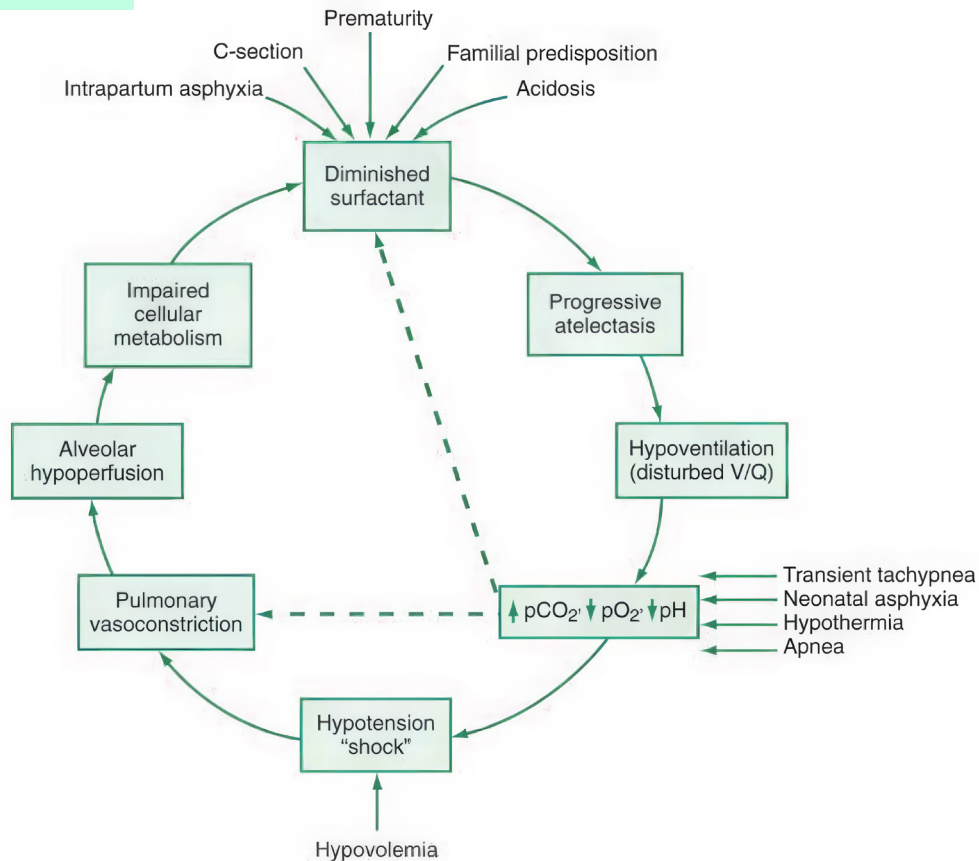 Prematurity
C-section
Familial predisposition
Intrapartum asphyxia
Acidosis
Diminished
surfactant
Progressive
atelectasis
Hypoventilation
(disturbed V/Q)
↑ pCO₂, ↓ pO₂, ↓ pH
Transient tachypnea
Neonatal asphyxia
Hypothermia
Apnea
Hypotension
“shock”
Hypovolemia
Pulmonary
vasoconstriction
Alveolar
hypoperfusion
Impaired
cellular
metabolism